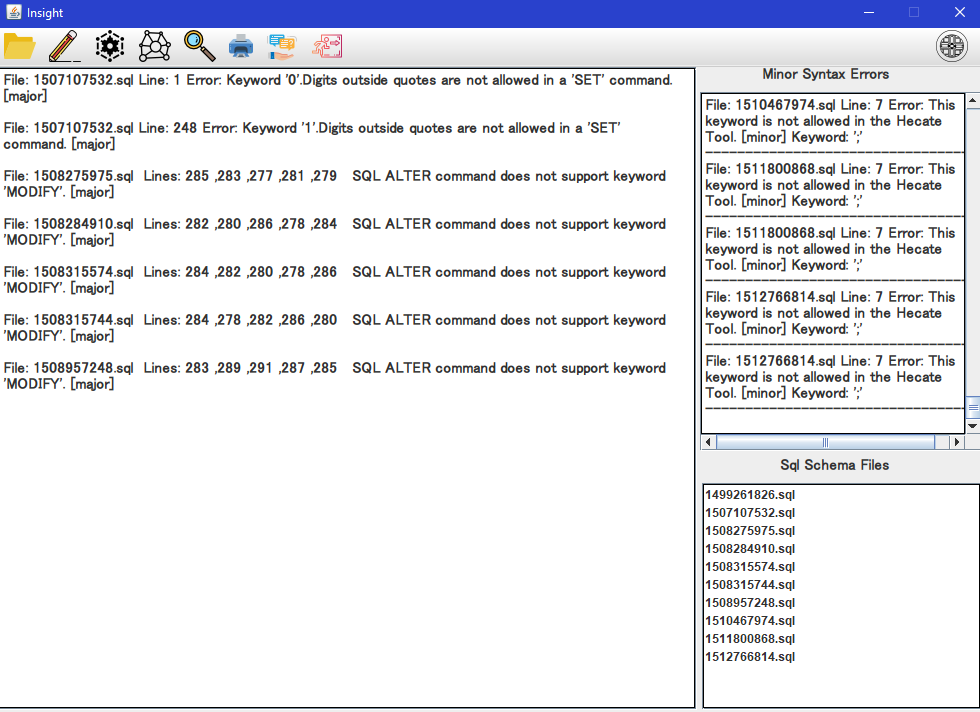 Insight
File: 1507107532.sql Line: 1 Error: Keyword '0'.Digits outside quotes are not allowed in a 'SET' command.
[major]
File: 1507107532.sql Line: 248 Error: Keyword '1'.Digits outside quotes are not allowed in a 'SET'
command. [major]
File: 1508275975.sql Lines: 285 ,283 ,277 ,281 ,279 SQL ALTER command does not support keyword
'MODIFY'. [major]
File: 1508284910.sql Lines: 282 ,280 ,286 ,278 ,284 SQL ALTER command does not support keyword
'MODIFY'. [major]
File: 1508315574.sql Lines: 284 ,282 ,280 ,278 ,286 SQL ALTER command does not support keyword
'MODIFY'. [major]
File: 1508315744.sql Lines: 284 ,278 ,282 ,286 ,280 SQL ALTER command does not support keyword
'MODIFY'. [major]
File: 1508957248.sql Lines: 283 ,289 ,291 ,287 ,285 SQL ALTER command does not support keyword
'MODIFY'. [major]
Minor Syntax Errors
File: 1510467974.sql Line: 7 Error: This
keyword is not allowed in the Hecate
Tool. [minor] Keyword: ';'
File: 1511800868.sql Line: 7 Error: This
keyword is not allowed in the Hecate
Tool. [minor] Keyword: ';'
File: 1511800868.sql Line: 7 Error: This
keyword is not allowed in the Hecate
Tool. [minor] Keyword: ';'
File: 1512766814.sql Line: 7 Error: This
keyword is not allowed in the Hecate
Tool. [minor] Keyword: ';'
File: 1512766814.sql Line: 7 Error: This
keyword is not allowed in the Hecate
Tool. [minor] Keyword: ';'
Sql Schema Files
1499261826.sql
1507107532.sql
1508275975.sql
1508284910.sql
1508315574.sql
1508315744.sql
1508957248.sql
1510467974.sql
1511800868.sql
1512766814.sql